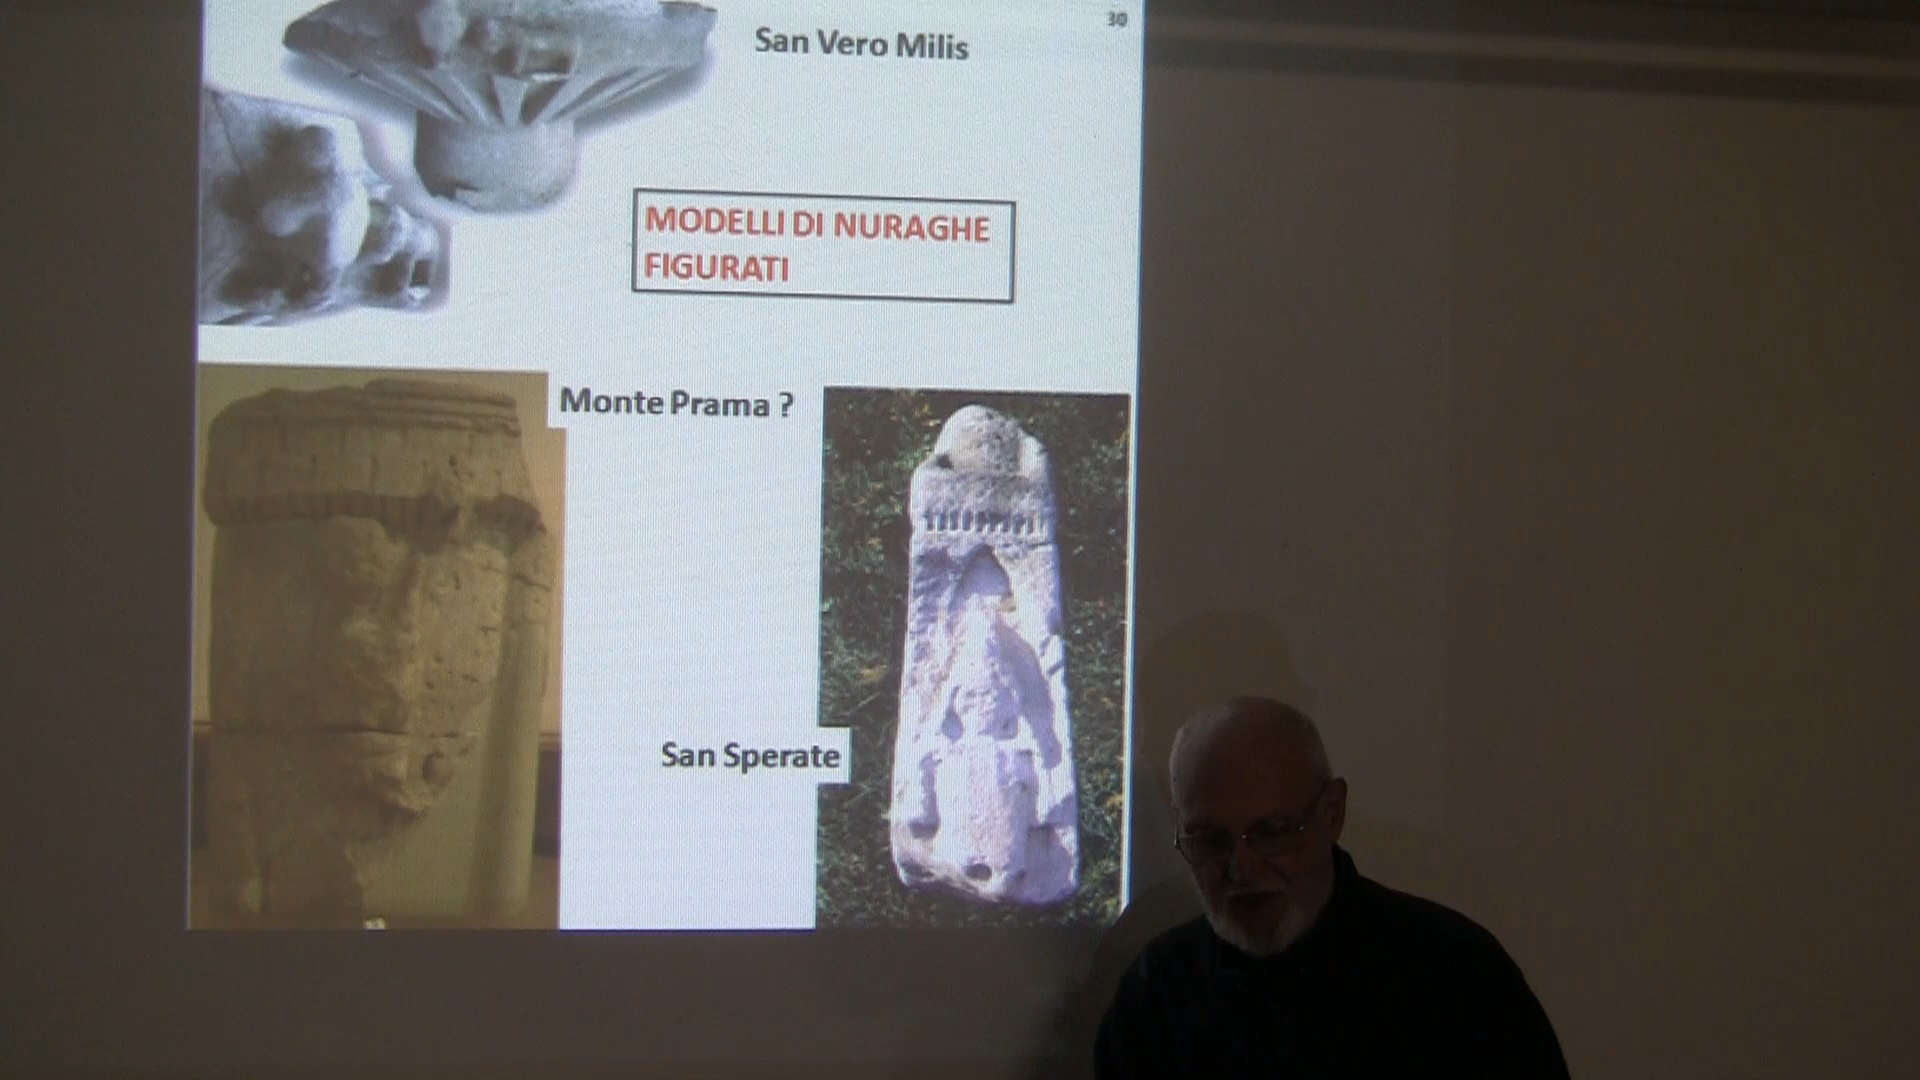 30
San Vero Milis
MODELLI DI NURAGHE
FIGURATI
Monte Prama ?
San Sperate